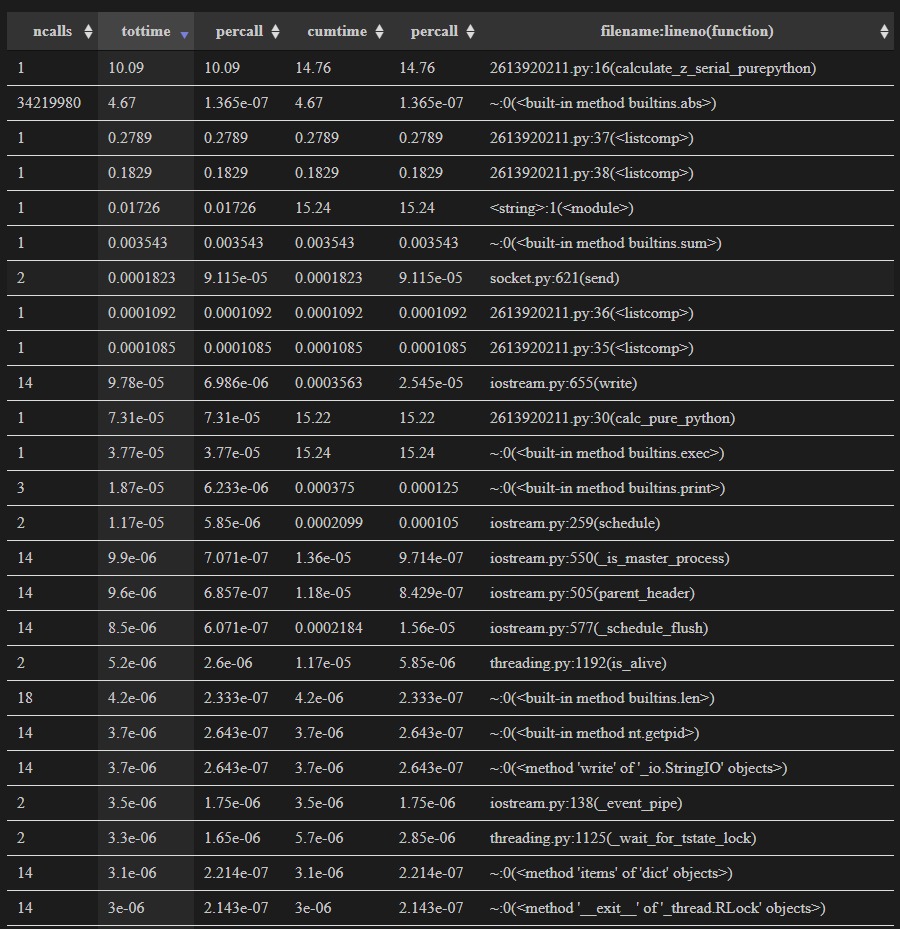 ncalls tottime percall cumtime percall filename:lineno(function)
1 10.09 10.09 14.76 14.76 2613920211.py:16(calculate_z_serial_purepython)
34219980 4.67 1.365e-07 4.67 1.365e-07 ~:0(<built-in method builtins.abs>)
1 0.2789 0.2789 0.2789 0.2789 2613920211.py:37(<listcomp>)
1 0.1829 0.1829 0.1829 0.1829 2613920211.py:38(<listcomp>)
1 0.01726 0.01726 15.24 15.24 <string>:1(<module>)
1 0.003543 0.003543 0.003543 0.003543 ~:0(<built-in method builtins.sum>)
2 0.0001823 9.115e-05 0.0001823 9.115e-05 socket.py:621(send)
1 0.0001092 0.0001092 0.0001092 0.0001092 2613920211.py:36(<listcomp>)
1 0.0001085 0.0001085 0.0001085 0.0001085 2613920211.py:35(<listcomp>)
14 9.78e-05 6.986e-06 0.0003563 2.545e-05 iostream.py:655(write)
1 7.31e-05 7.31e-05 15.22 15.22 2613920211.py:30(calc_pure_python)
1 3.77e-05 3.77e-05 15.24 15.24 ~:0(<built-in method builtins.exec>)
3 1.87e-05 6.233e-06 0.000375 0.000125 ~:0(<built-in method builtins.print>)
2 1.17e-05 5.85e-06 0.0002099 0.000105 iostream.py:259(schedule)
14 9.9e-06 7.071e-07 1.36e-05 9.714e-07 iostream.py:550(_is_master_process)
14 9.6e-06 6.857e-07 1.18e-05 8.429e-07 iostream.py:505(parent_header)
14 8.5e-06 6.071e-07 0.0002184 1.56e-05 iostream.py:577(_schedule_flush)
2 5.2e-06 2.6e-06 1.17e-05 5.85e-06 threading.py:1192(is_alive)
18 4.2e-06 2.333e-07 4.2e-06 2.333e-07 ~:0(<built-in method builtins.len>)
14 3.7e-06 2.643e-07 3.7e-06 2.643e-07 ~:0(<built-in method nt.getpid>)
14 3.7e-06 2.643e-07 3.7e-06 2.643e-07 ~:0(<method 'write' of '_io.StringIO' objects>)
2 3.5e-06 1.75e-06 3.5e-06 1.75e-06 iostream.py:138(_event_pipe)
2 3.3e-06 1.65e-06 5.7e-06 2.85e-06 threading.py:1125(_wait_for_tstate_lock)
14 3.1e-06 2.214e-07 3.1e-06 2.214e-07 ~:0(<method 'items' of 'dict' objects>)
14 3e-06 2.143e-07 3e-06 2.143e-07 ~:0(<method '__exit__' of '_thread.RLock' objects>)